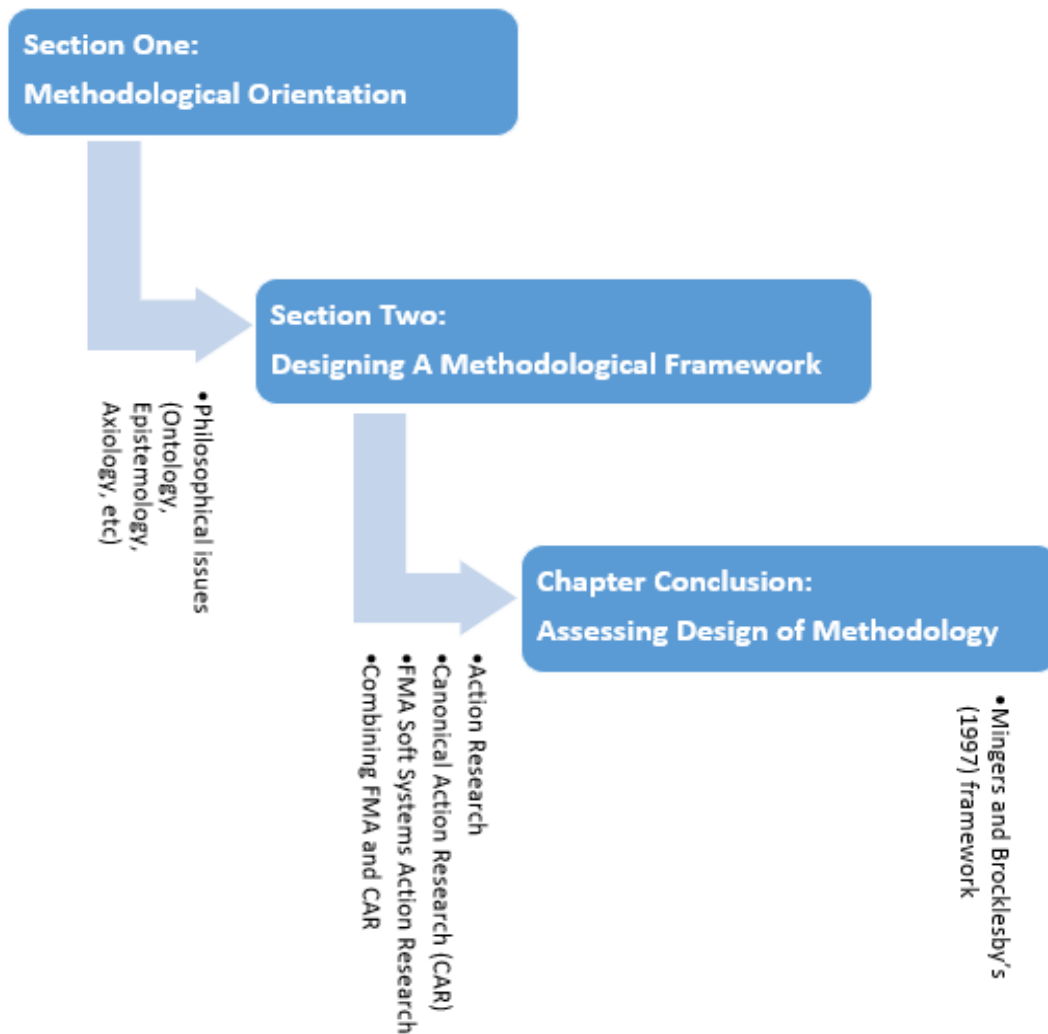 Section One:
Methodological Orientation
•Philosophical issues
(Ontology,
Epistemology,
Axiology, etc)
Section Two:
Designing A Methodological Framework
•Action Research
•Canonical Action Research (CAR)
•FMA Soft Systems Action Research
•Combining FMA and CAR
Chapter Conclusion:
Assessing Design of Methodology
•Mingers and Brocklesby's
(1997) framework